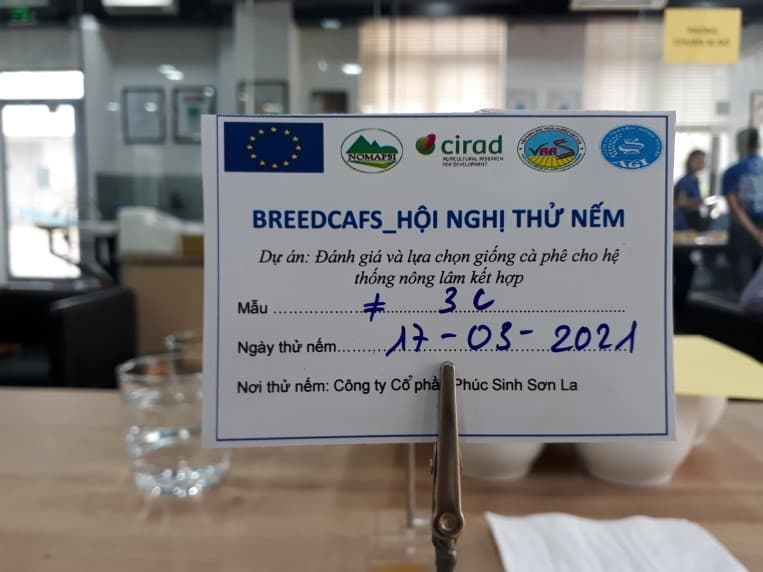 NOMAFSI
cirad
AGRICULTURAL RESEARCH
FOR DEVELOPMENT
AGI
BREEDCAFS_HỘI NGHỊ THỬ NẾM
Dự án: Đánh giá và lựa chọn giống cà phê cho hệ
thống nông lâm kết hợp
Mẫu ........ # 3C ........
Ngày thử nếm........ 17-03-2021
Nơi thử nếm: Công ty Cổ phần Phúc Sinh Sơn La